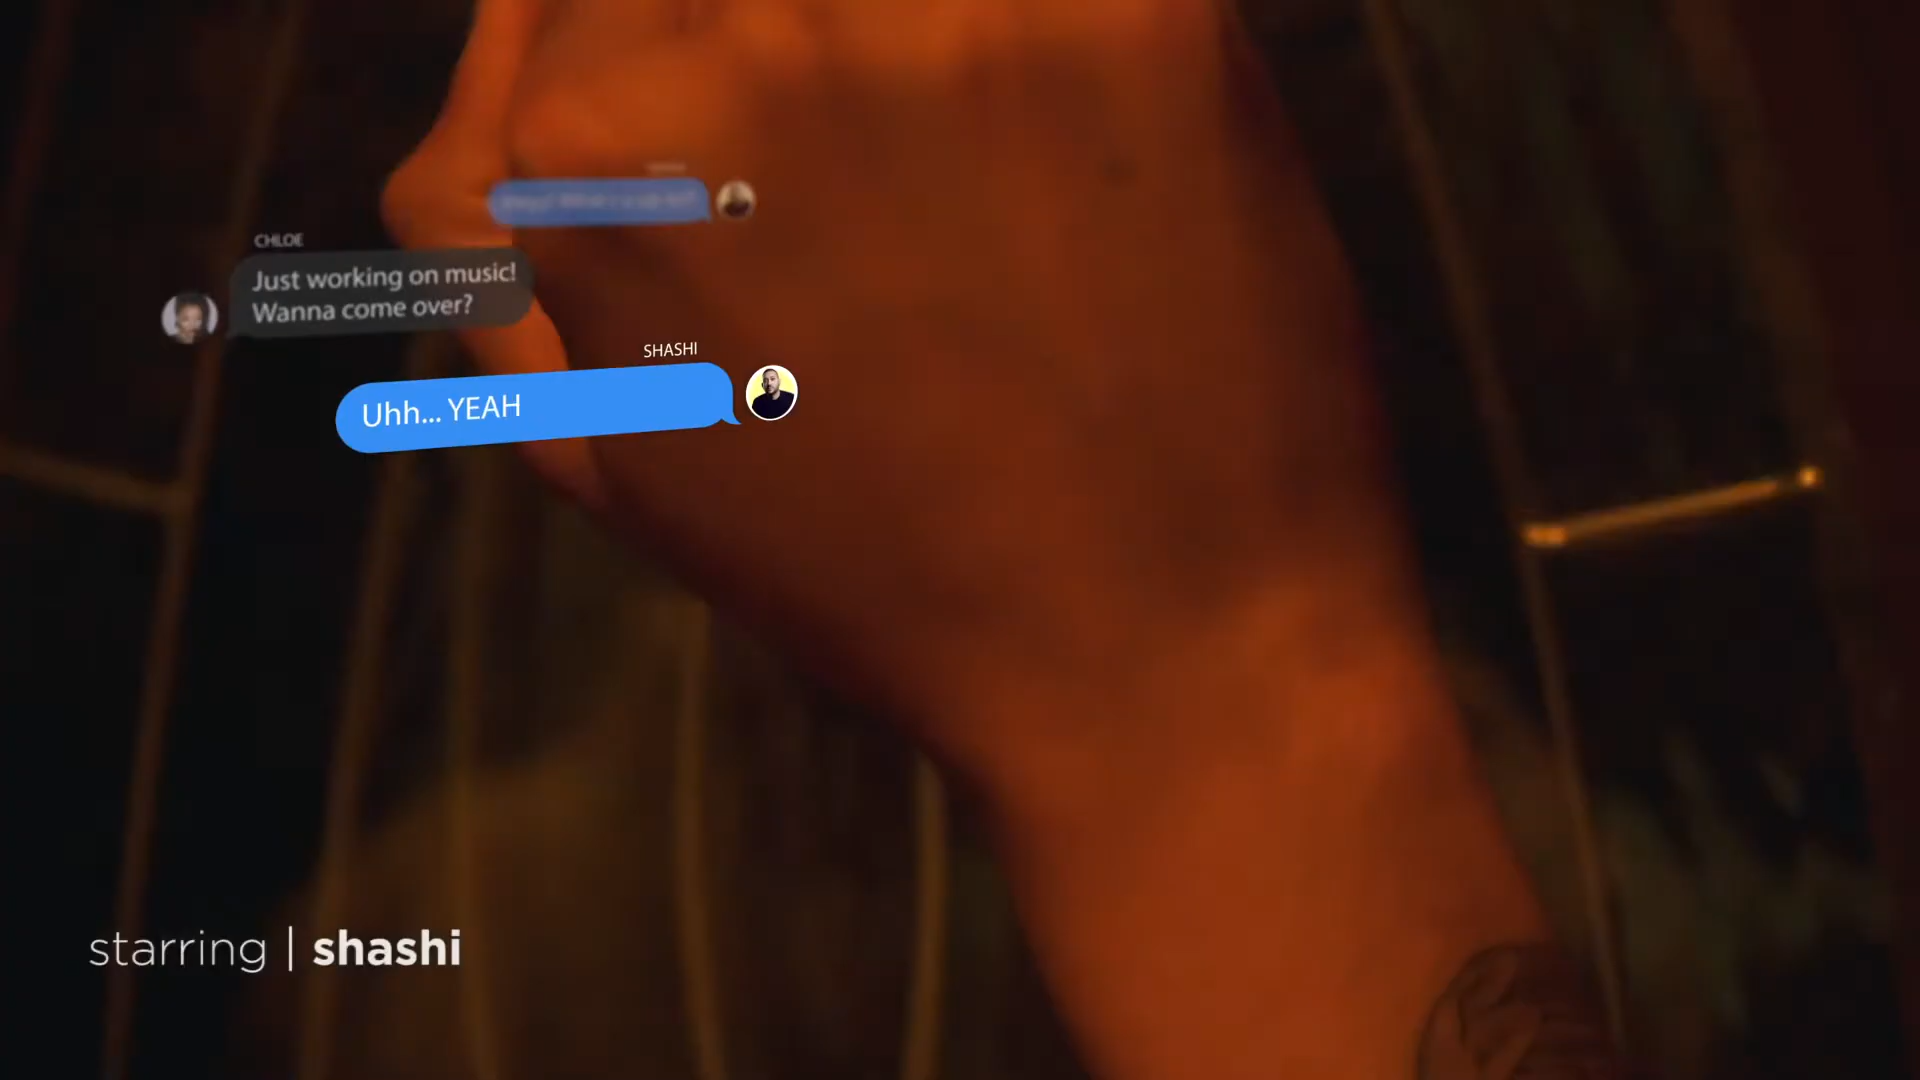 CHLOE
Just working on music!
Wanna come over?
SHASHI
Uhh... YEAH
starring | shashi